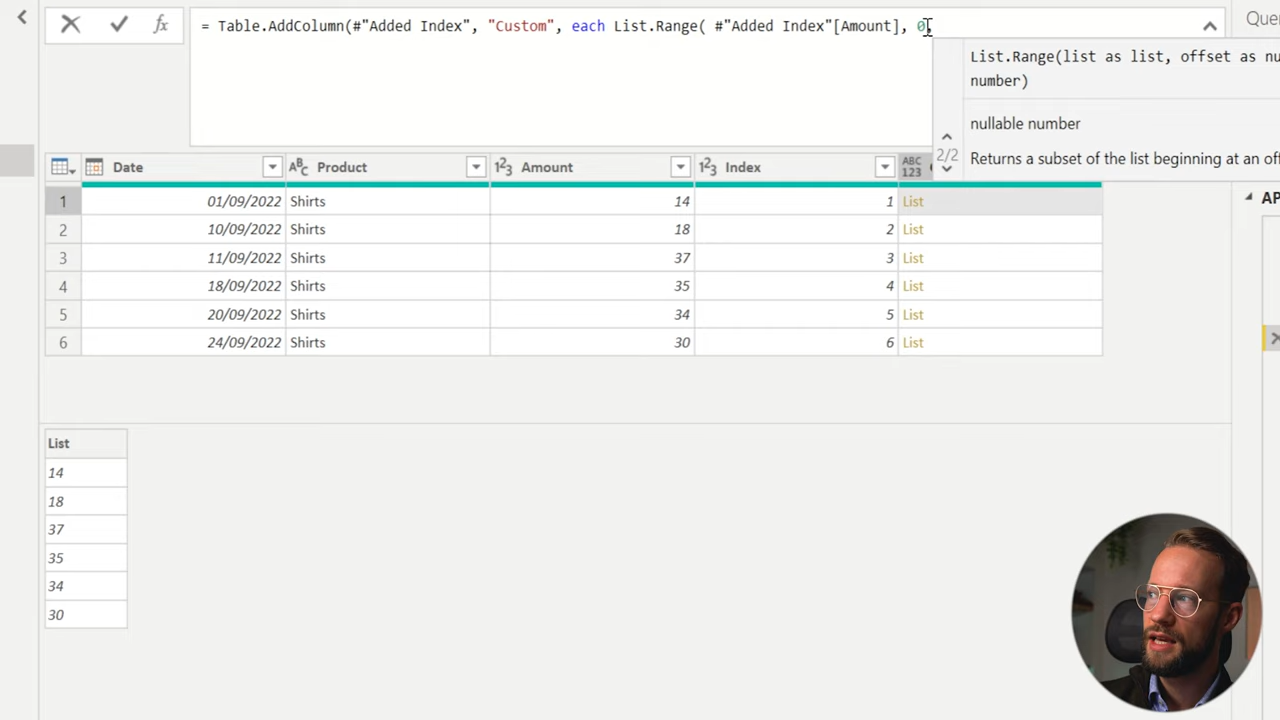 Que
= Table.AddColumn(#"Added Index", "Custom", each List.Range( #"Added Index"[Amount], 0,
List.Range(list as list, offset as nu
number)
nullable number
2/2
Returns a subset of the list beginning at an of
Date Product Amount Index
1 01/09/2022 Shirts 14 1 List
2 10/09/2022 Shirts 18 2 List
3 11/09/2022 Shirts 37 3 List
4 18/09/2022 Shirts 35 4 List
5 20/09/2022 Shirts 34 5 List
6 24/09/2022 Shirts 30 6 List
AP
List
14
18
37
35
34
30